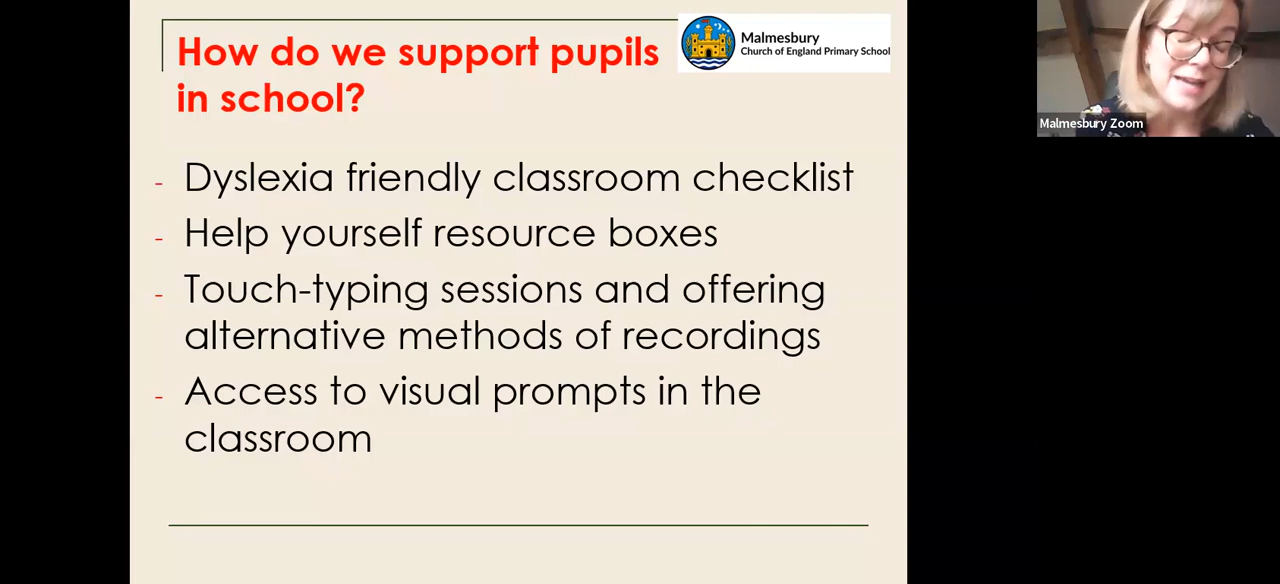 How do we support pupils
in school?
Malmesbury
Church of England Primary School
- Dyslexia friendly classroom checklist
- Help yourself resource boxes
- Touch-typing sessions and offering
alternative methods of recordings
- Access to visual prompts in the
classroom
Malmesbury Zoom